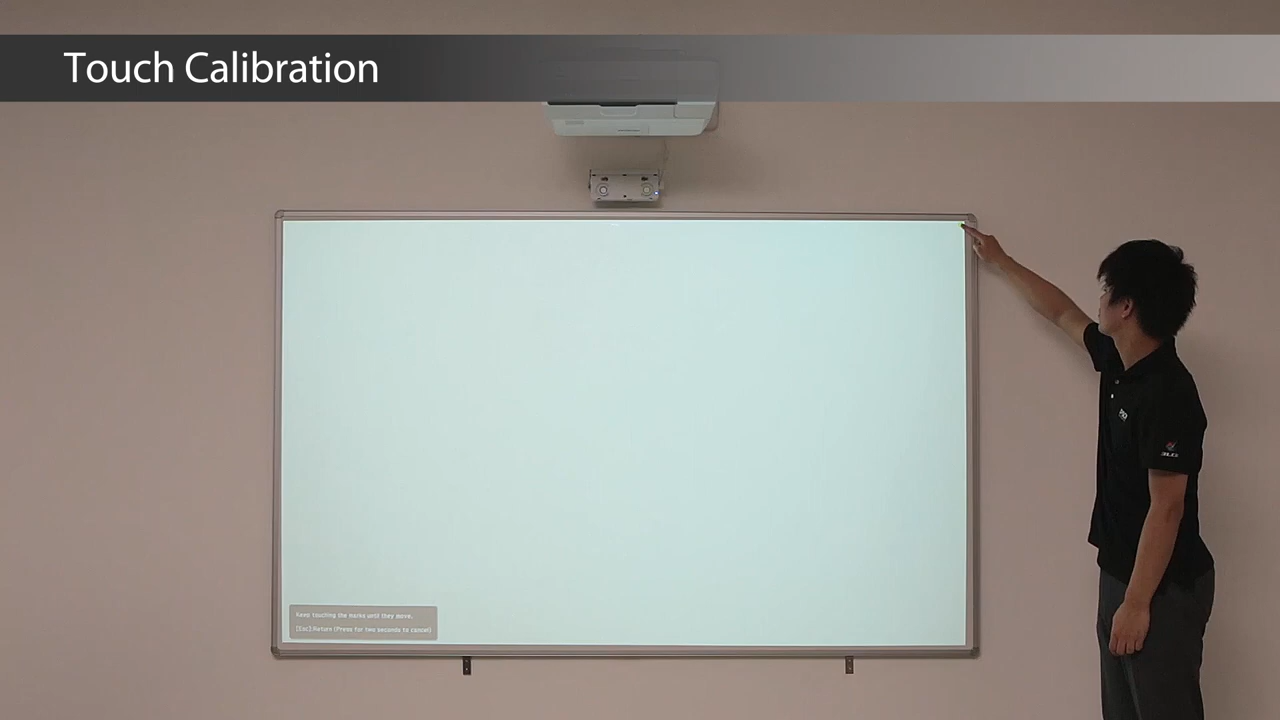 Touch Calibration
Keep touching the marks until they move.
[Esc]:Return (Press for two seconds to cancel)